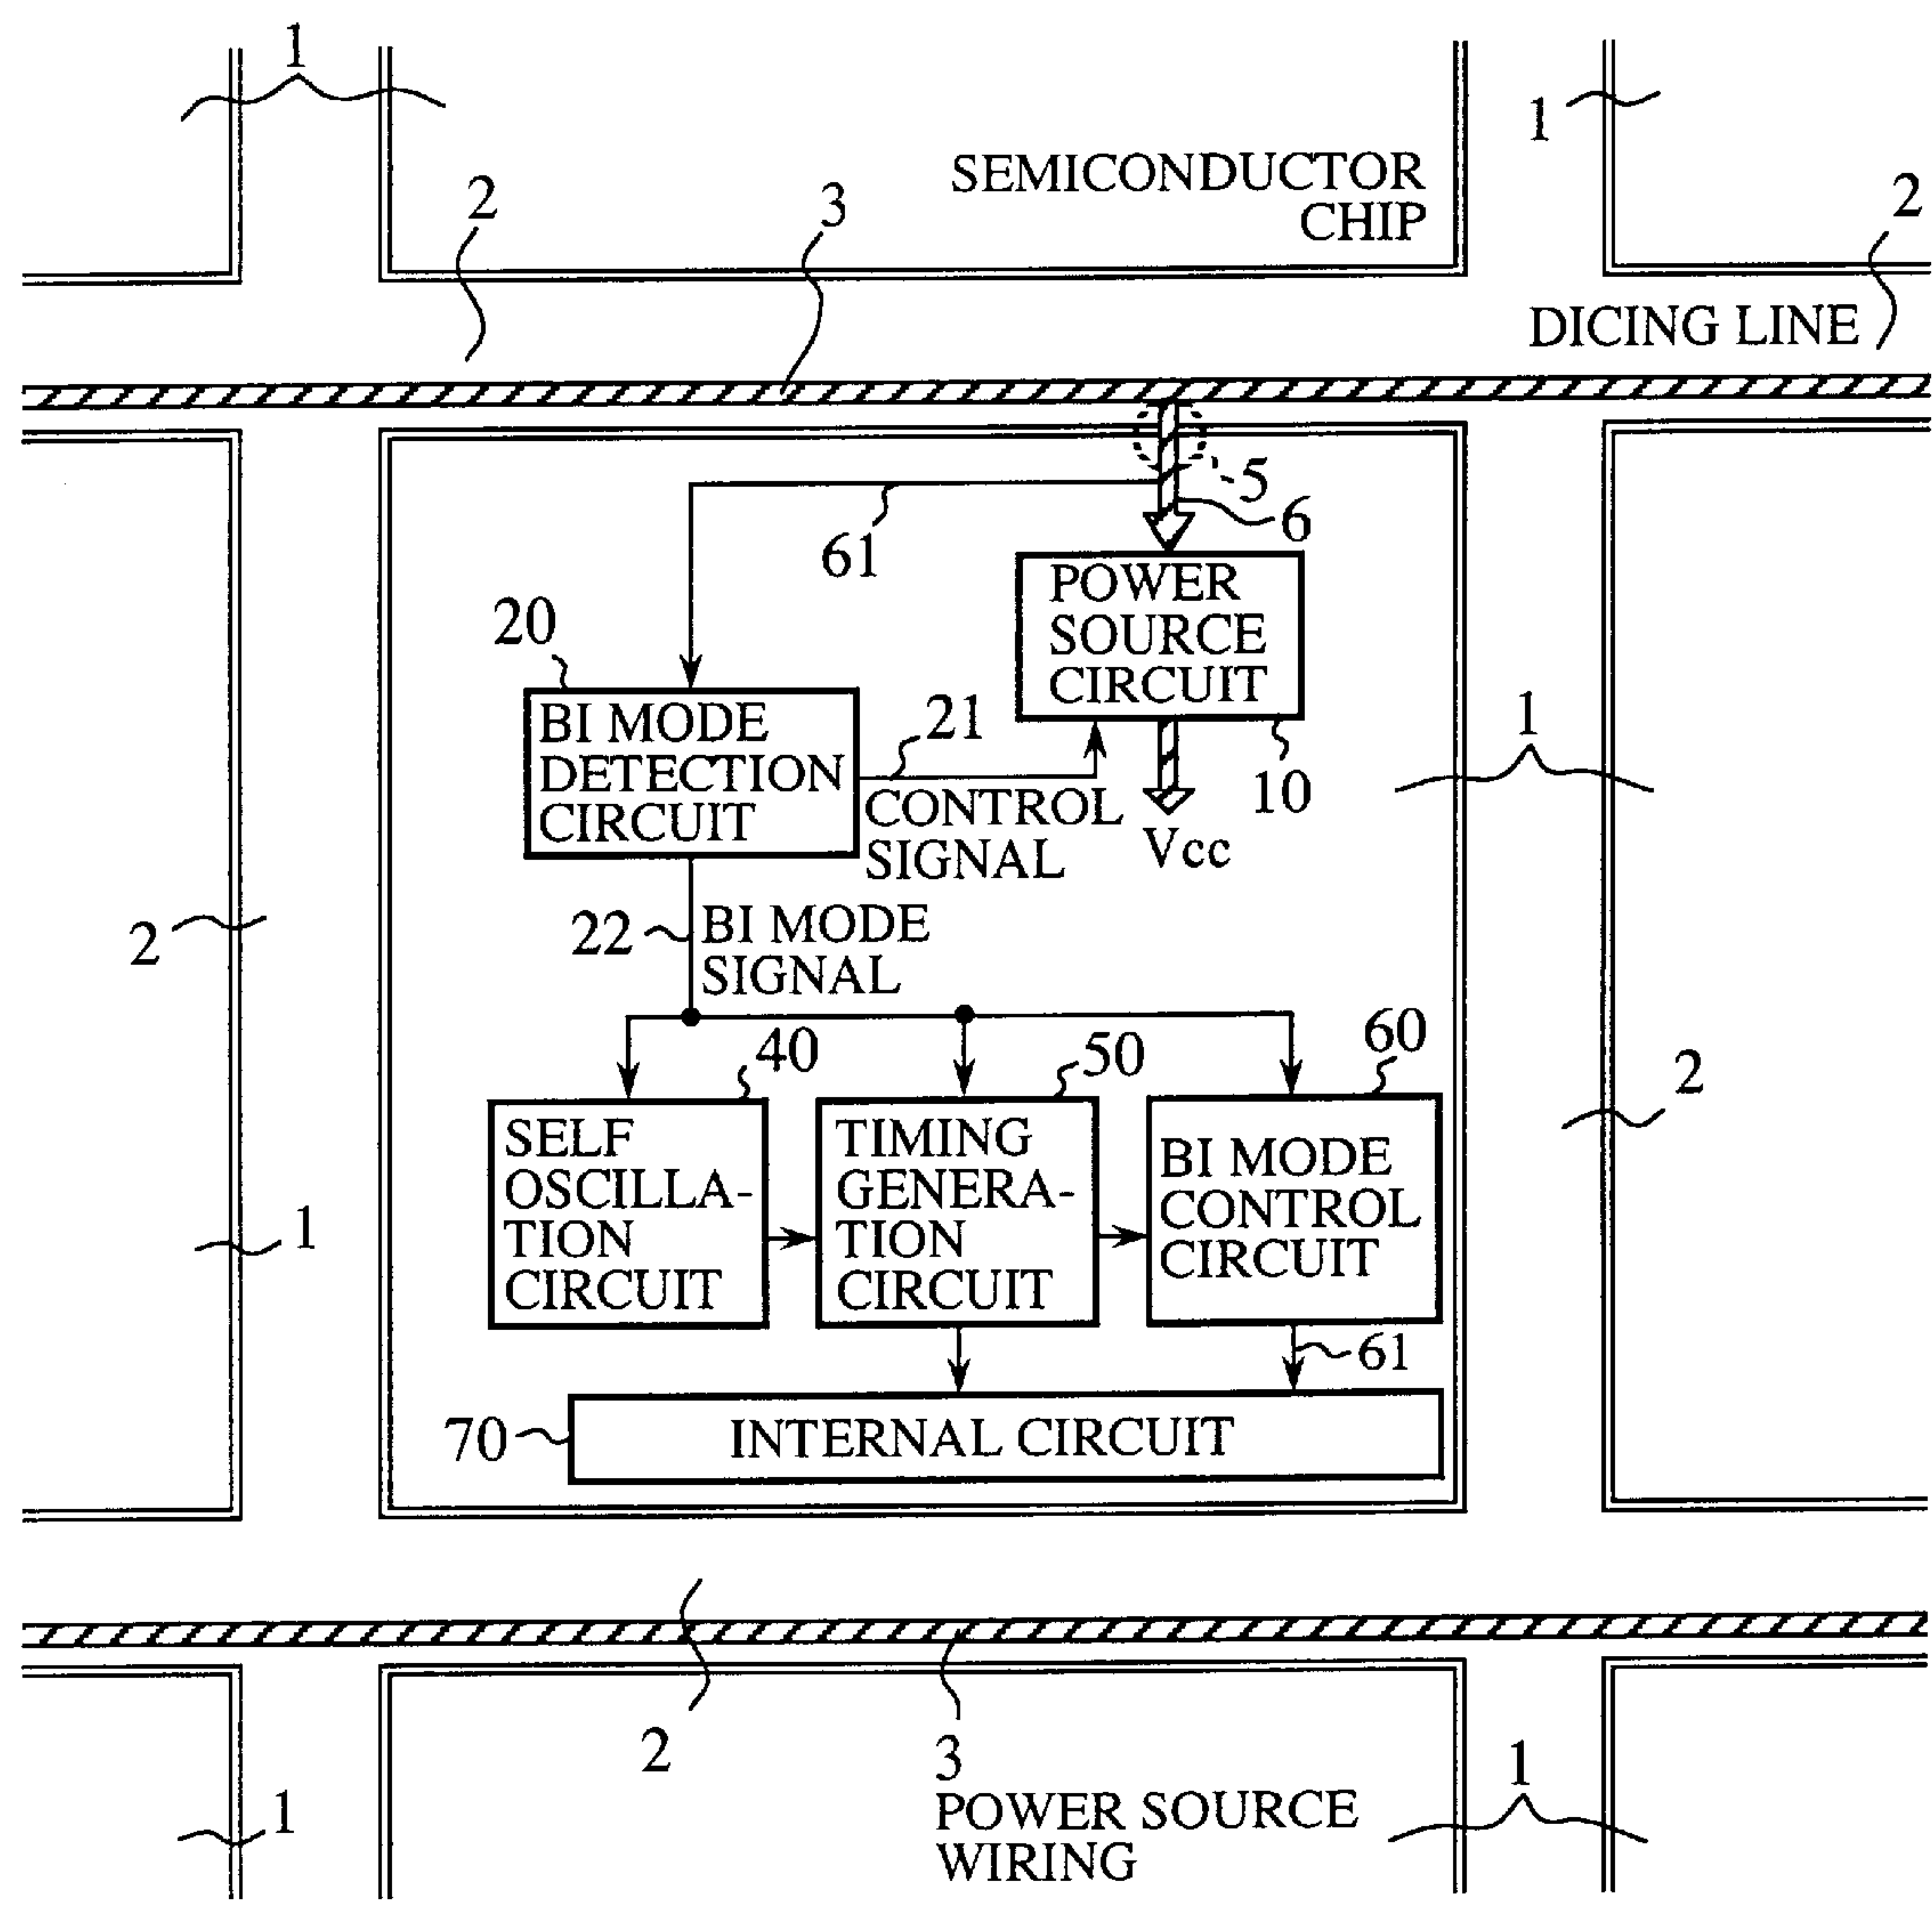 1
1
SEMICONDUCTOR
CHIP
2
3
2
DICING LINE
5
6
61
POWER
SOURCE
CIRCUIT
20
BI MODE
DETECTION
CIRCUIT
21
CONTROL
SIGNAL
10
Vcc
1
2
22
BI MODE
SIGNAL
40
50
60
2
SELF
OSCILLA-
TION
CIRCUIT
TIMING
GENERA-
TION
CIRCUIT
BI MODE
CONTROL
CIRCUIT
1
61
70
INTERNAL CIRCUIT
2
3
POWER SOURCE
WIRING
1
1